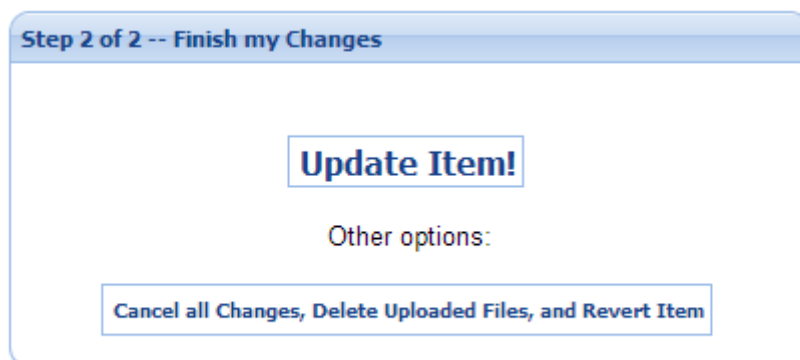 Step 2 of 2 -- Finish my Changes
Update Item!
Other options:
Cancel all Changes, Delete Uploaded Files, and Revert Item